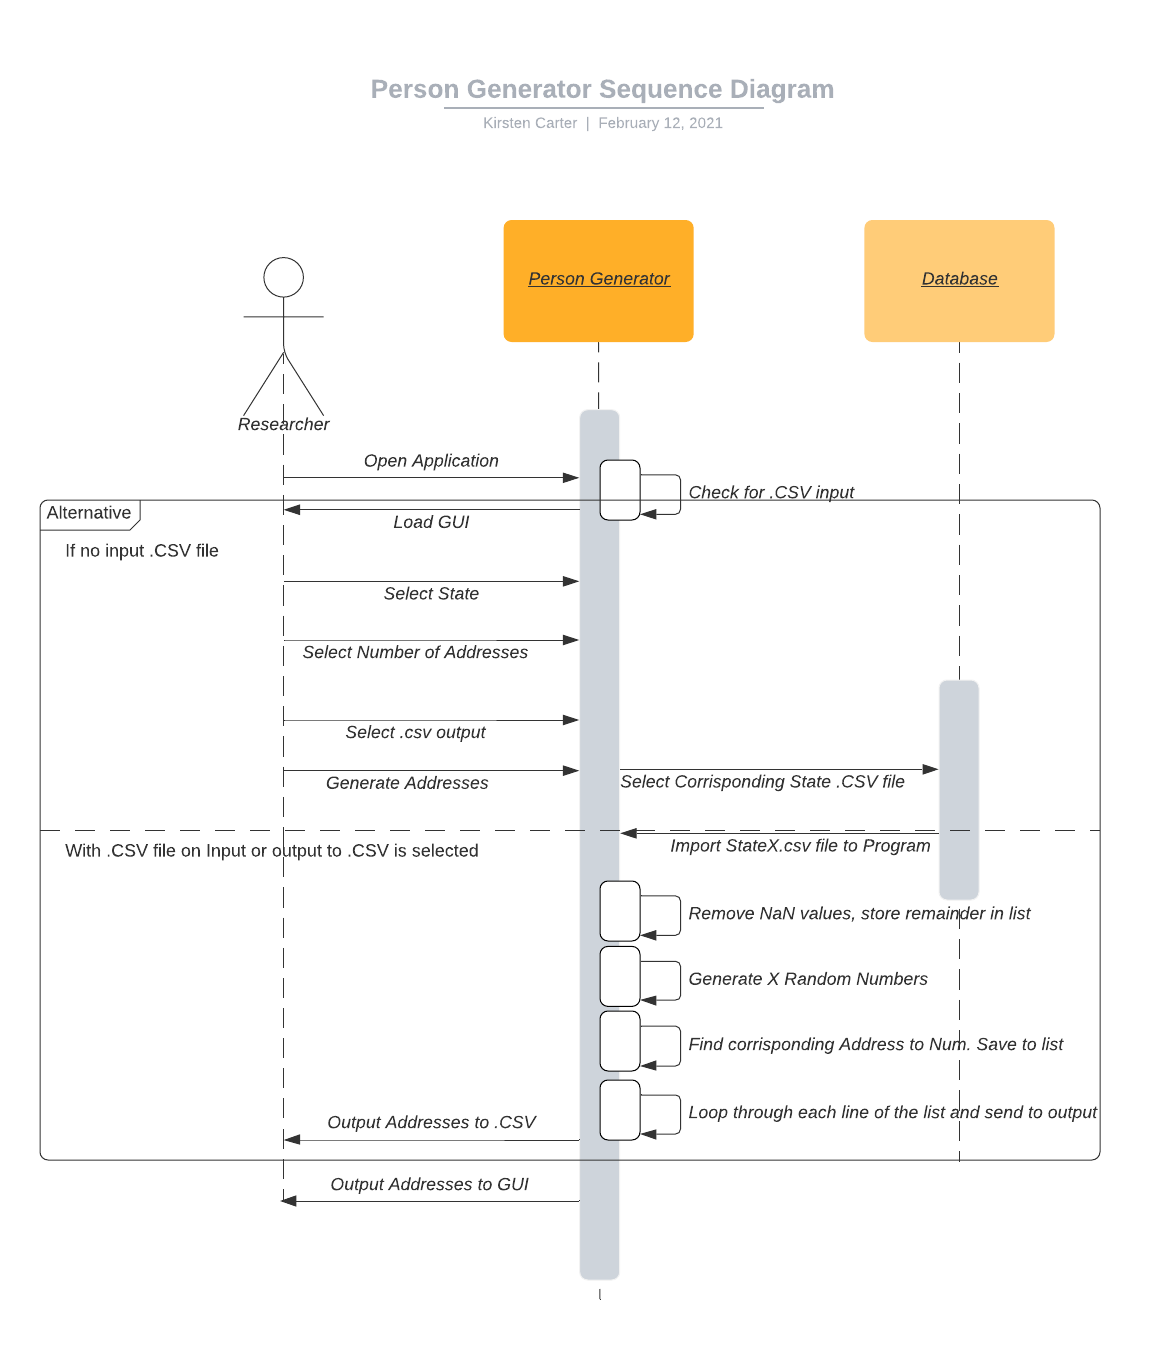 Person Generator Sequence Diagram
Kirsten Carter | February 12, 2021
Person Generator
Database
Researcher
Open Application
Check for .CSV input
Alternative
Load GUI
If no input .CSV file
Select State
Select Number of Addresses
Select .csv output
Generate Addresses
Select Corrisponding State .CSV file
With .CSV file on Input or output to .CSV is selected
Import StateX.csv file to Program
Remove NaN values, store remainder in list
Generate X Random Numbers
Find corrisponding Address to Num. Save to list
Loop through each line of the list and send to output
Output Addresses to .CSV
Output Addresses to GUI